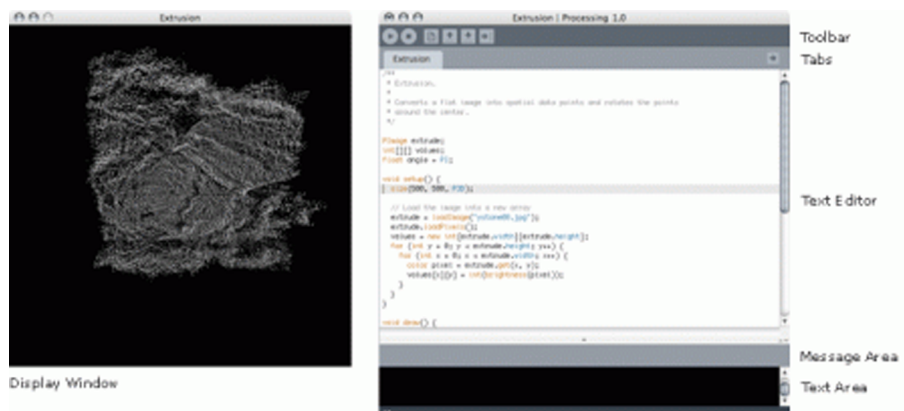 Extrusion
Display Window
Extrusion | Processing 1.0
Extrusion
/**
* Extrusion.
*
* Converts a flat image into spatial data points and rotates the points
* around the center.
*/
PImage extrude;
int[][] values;
float angle = PI;
void setup() {
size(500, 500, P3D);
// Load the image into a new array
extrude = loadImage("ystone08.jpg");
extrude.loadPixels();
values = new int[extrude.width][extrude.height];
for (int y = 0; y < extrude.height; y++) {
for (int x = 0; x < extrude.width; x++) {
color pixel = extrude.get(x, y);
values[x][y] = int(brightness(pixel));
}
}
}
void draw() {
Toolbar
Tabs
Text Editor
Message Area
Text Area